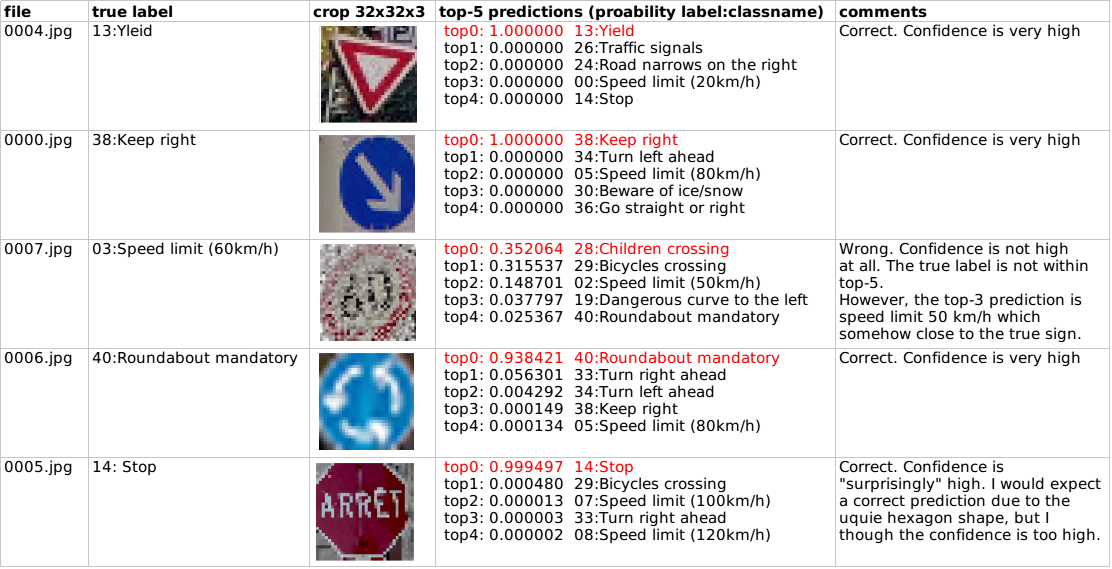 file true label crop 32x32x3 top-5 predictions (proability label:classname) comments
0004.jpg 13:Yleid top0: 1.000000 13:Yield Correct. Confidence is very high
top1: 0.000000 26:Traffic signals
top2: 0.000000 24:Road narrows on the right
top3: 0.000000 00:Speed limit (20km/h)
top4: 0.000000 14:Stop
0000.jpg 38:Keep right top0: 1.000000 38:Keep right Correct. Confidence is very high
top1: 0.000000 34:Turn left ahead
top2: 0.000000 05:Speed limit (80km/h)
top3: 0.000000 30:Beware of ice/snow
top4: 0.000000 36:Go straight or right
0007.jpg 03:Speed limit (60km/h) top0: 0.352064 28:Children crossing Wrong. Confidence is not high
top1: 0.315537 29:Bicycles crossing at all. The true label is not within
top2: 0.148701 02:Speed limit (50km/h) top-5.
top3: 0.037797 19:Dangerous curve to the left However, the top-3 prediction is
top4: 0.025367 40:Roundabout mandatory speed limit 50 km/h which
somehow close to the true sign.
60
0006.jpg 40:Roundabout mandatory top0: 0.938421 40:Roundabout mandatory Correct. Confidence is very high
top1: 0.056301 33:Turn right ahead
top2: 0.004292 34:Turn left ahead
top3: 0.000149 38:Keep right
top4: 0.000134 05:Speed limit (80km/h)
0005.jpg 14: Stop top0: 0.999497 14:Stop Correct. Confidence is
top1: 0.000480 29:Bicycles crossing "surprisingly" high. I would expect
ARRÊT top2: 0.000013 07:Speed limit (100km/h) a correct prediction due to the
top3: 0.000003 33:Turn right ahead uquie hexagon shape, but I
top4: 0.000002 08:Speed limit (120km/h) though the confidence is too high.